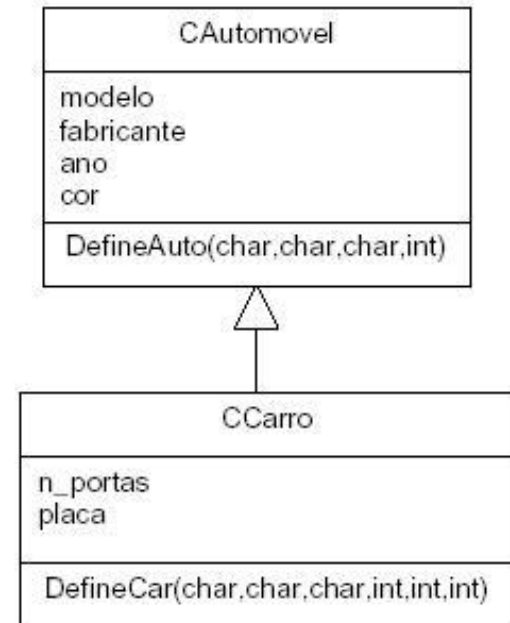 CAutomovel
modelo
fabricante
ano
cor
DefineAuto(char,char,char,int)
CCarro
n_portas
placa
DefineCar(char,char,char,int,int,int)